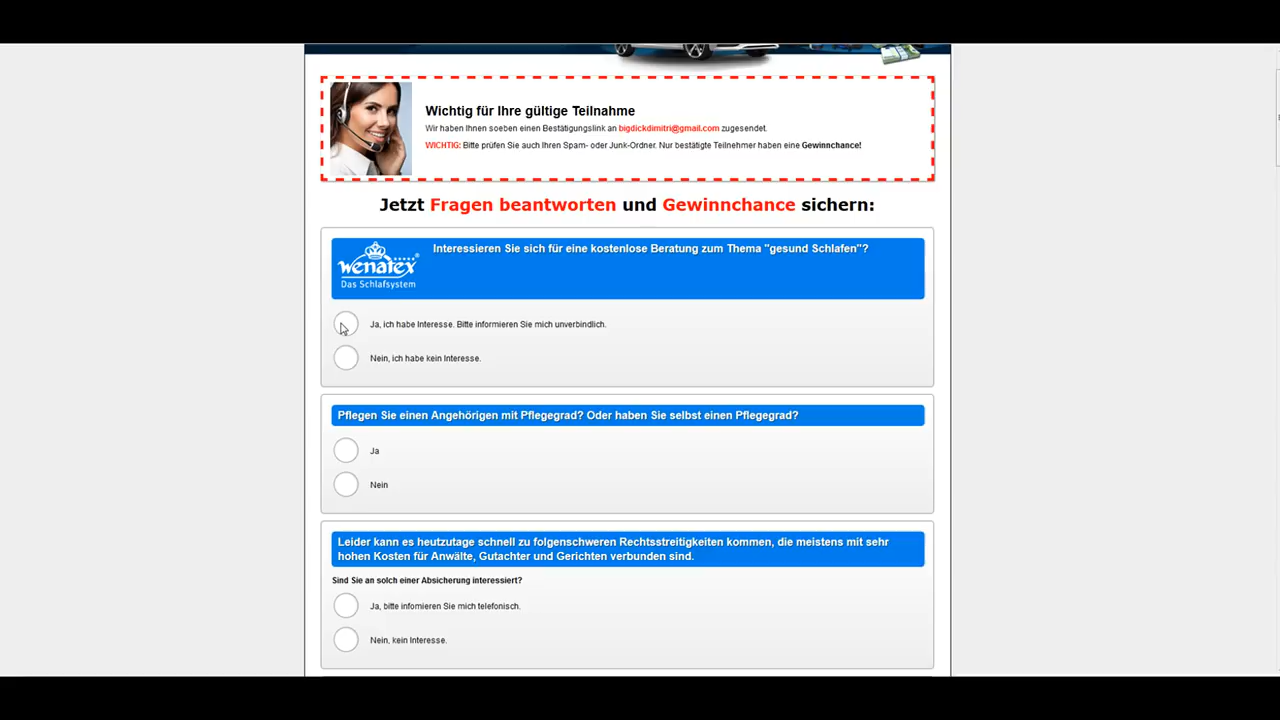 Wichtig für Ihre gültige Teilnahme
Wir haben Ihnen soeben einen Bestätigungslink an bigdickdimitri@gmail.com zugesendet.
WICHTIG: Bitte prüfen Sie auch Ihren Spam- oder Junk-Ordner. Nur bestätigte Teilnehmer haben eine Gewinnchance!
Jetzt Fragen beantworten und Gewinnchance sichern:
Interessieren Sie sich für eine kostenlose Beratung zum Thema "gesund Schlafen"?
wenatex®
Das Schlafsystem
Ja, ich habe Interesse. Bitte informieren Sie mich unverbindlich.
Nein, ich habe kein Interesse.
Pflegen Sie einen Angehörigen mit Pflegegrad? Oder haben Sie selbst einen Pflegegrad?
Ja
Nein
Leider kann es heutzutage schnell zu folgenschweren Rechtsstreitigkeiten kommen, die meistens mit sehr
hohen Kosten für Anwälte, Gutachter und Gerichten verbunden sind.
Sind Sie an solch einer Absicherung interessiert?
Ja, bitte infomieren Sie mich telefonisch.
Nein, kein Interesse.